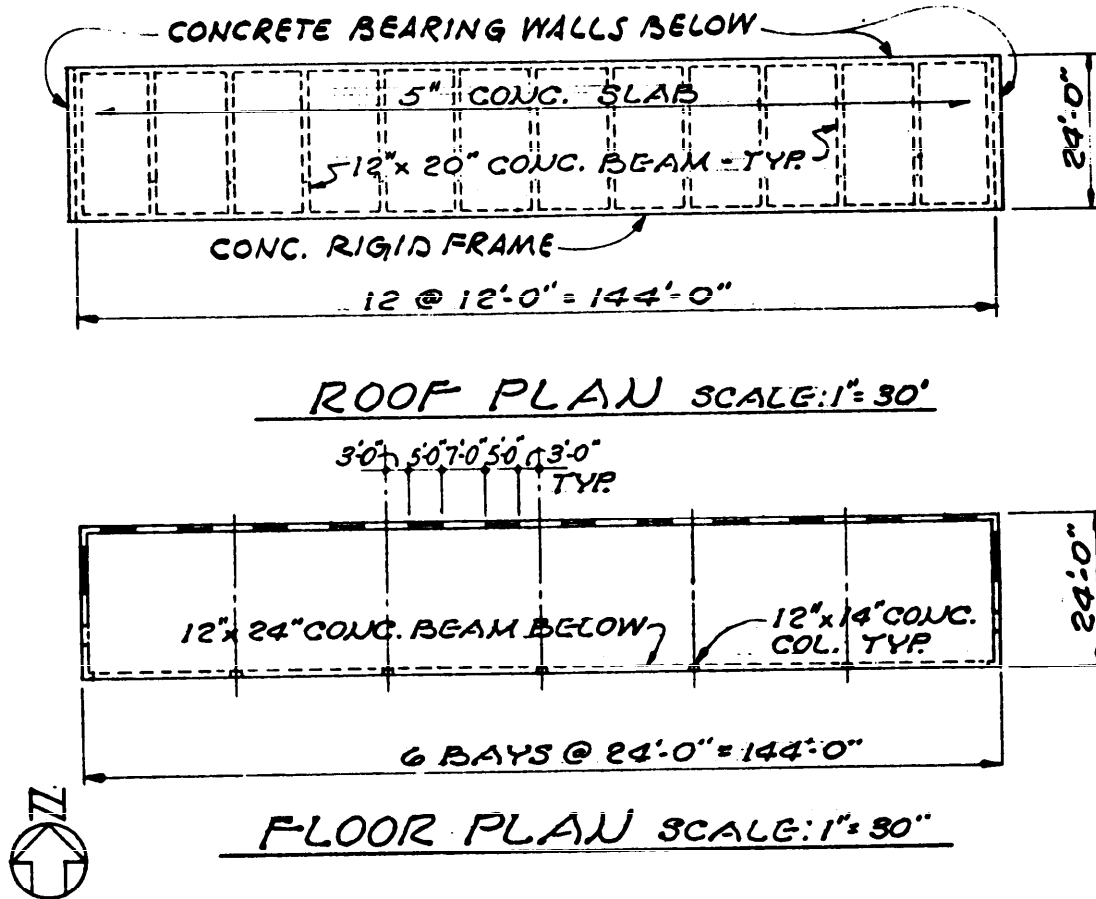 CONCRETE BEARING WALLS BELOW
5" CONC. SLAB
24'-0"
12" x 20" CONC. BEAM - TYP.
CONC. RIGID FRAME
12 @ 12'-0" = 144'-0"
ROOF PLAN SCALE: 1" = 30'
3'-0" 5'-0" 7'-0" 5'-0" 3'-0"
TYP.
24'-0"
12" x 24" CONC. BEAM BELOW
12" x 14" CONC.
COL. TYP.
6 BAYS @ 24'-0" = 144'-0"
N
FLOOR PLAN SCALE: 1" = 30"